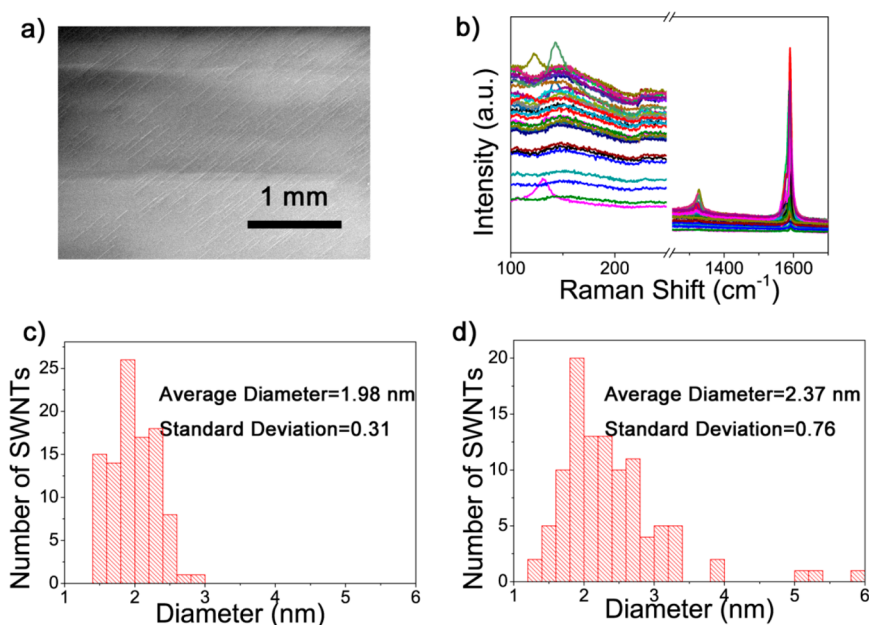 a)
1 mm
b)
Intensity (a.u.)
100 200 1400 1600
Raman Shift (cm-1)
c)
Number of SWNTs
25
20
15
10
5
0
Average Diameter=1.98 nm
Standard Deviation=0.31
1 2 3 4 5 6
Diameter (nm)
d)
Number of SWNTs
20
15
10
5
0
Average Diameter=2.37 nm
Standard Deviation=0.76
1 2 3 4 5 6
Diameter (nm)